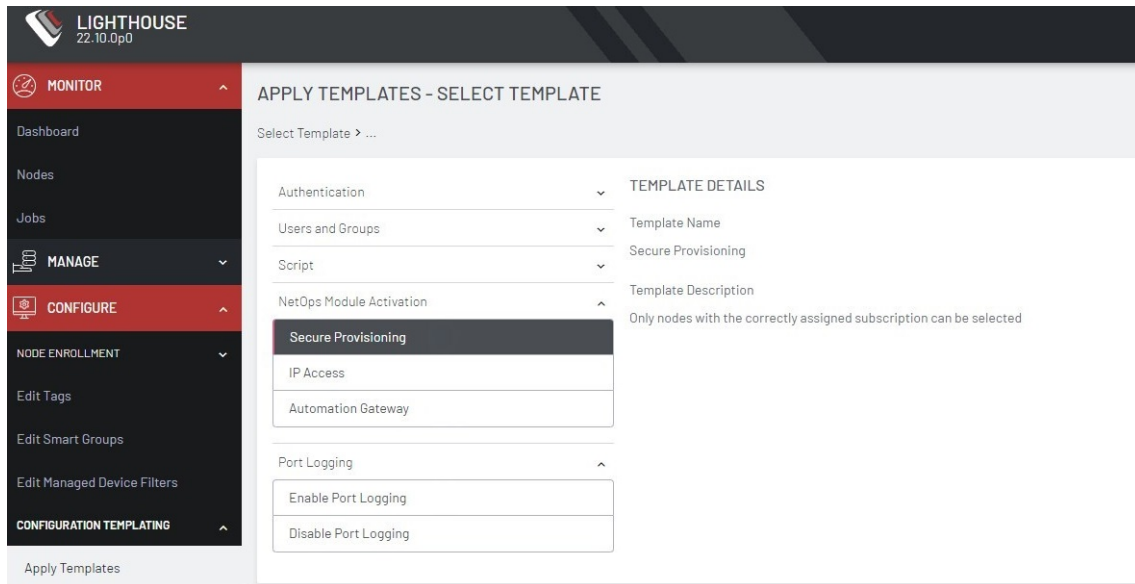 LIGHTHOUSE
22.10.0p0
MONITOR
Dashboard
Nodes
Jobs
MANAGE
CONFIGURE
NODE ENROLLMENT
Edit Tags
Edit Smart Groups
Edit Managed Device Filters
CONFIGURATION TEMPLATING
Apply Templates
APPLY TEMPLATES - SELECT TEMPLATE
Select Template > ...
Authentication
Users and Groups
Script
NetOps Module Activation
Secure Provisioning
IP Access
Automation Gateway
Port Logging
Enable Port Logging
Disable Port Logging
TEMPLATE DETAILS
Template Name
Secure Provisioning
Template Description
Only nodes with the correctly assigned subscription can be selected